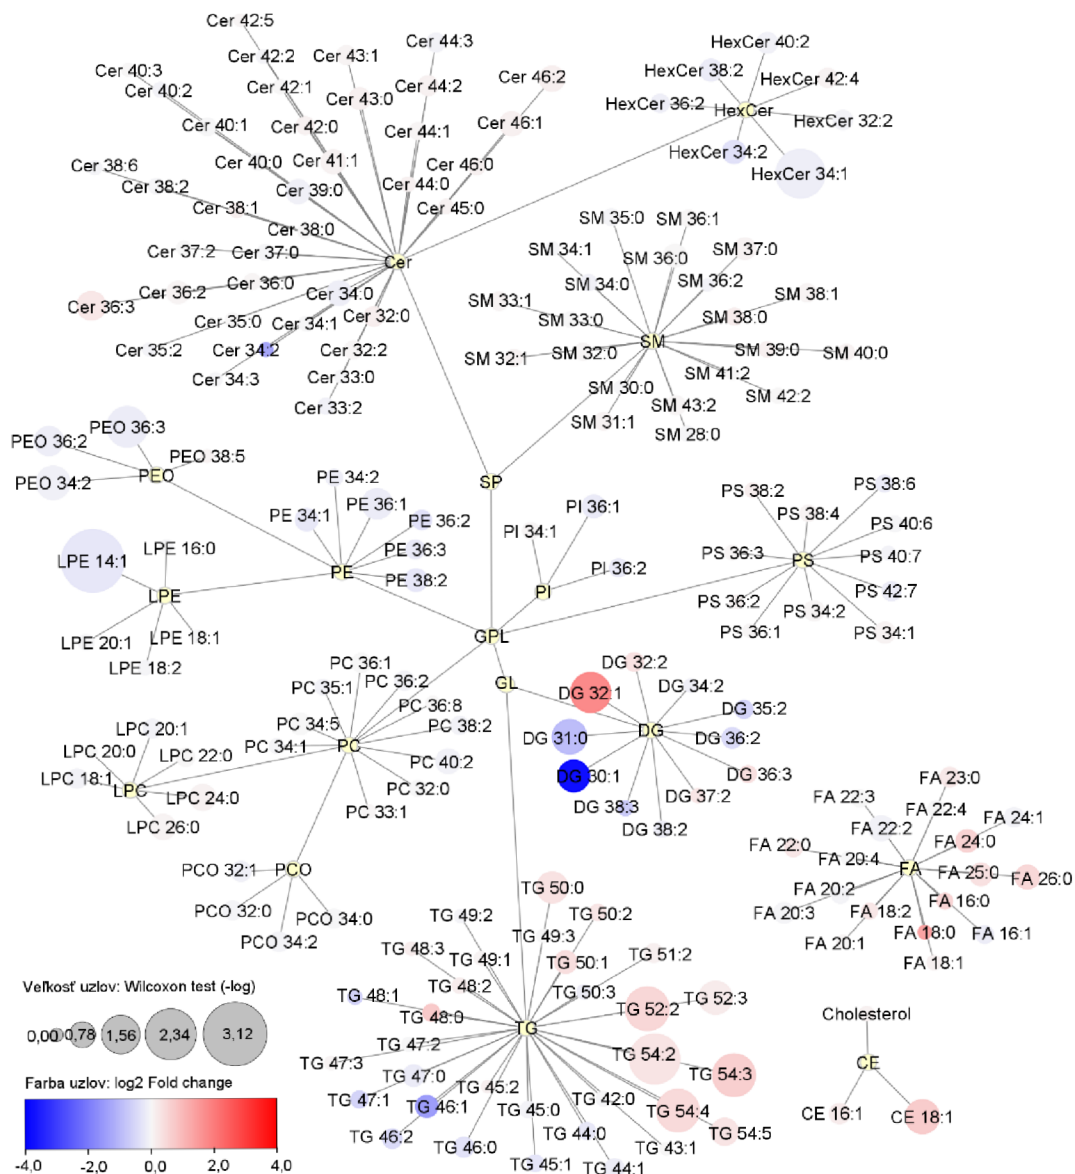 Cer 42:5
Cer 42:2
Cer 43:1
Cer 44:3
HexCer 40:2
Cer 40:3
Cer 40:2
Cer 42:1
Cer 43:0
Cer 44:2
Cer 46:2
HexCer 38:2
HexCer 42:4
HexCer 36:2
HexCer
HexCer 32:2
Cer 40:1
Cer 42:0
Cer 44:1
Cer 46:1
HexCer 34:2
HexCer 34:1
Cer 38:6
Cer 40:0
Cer 41:1
Cer 46:0
Cer 38:2
Cer 39:0
Cer 44:0
Cer 45:0
Cer 38:1
Cer 38:0
Cer 37:2
Cer 37:0
Cer
Cer 36:3
Cer 36:2
Cer 36:0
Cer 34:0
Cer 35:0
Cer 34:1
Cer 32:0
Cer 35:2
Cer 34:2
Cer 32:2
Cer 34:3
Cer 33:0
Cer 33:2
SM 35:0
SM 36:1
SM 34:1
SM 36:0
SM 37:0
SM 34:0
SM 36:2
SM 33:1
SM 38:1
SM 33:0
SM 38:0
SM
SM 32:1
SM 32:0
SM 39:0
SM 40:0
SM 41:2
SM 30:0
SM 42:2
SM 31:1
SM 43:2
SM 28:0
PEO 36:2
PEO 36:3
PEO 38:5
PEO
PEO 34:2
SP
PE 34:2
PE 34:1
PE 36:1
PE 36:2
PE 36:3
PE
PE 38:2
PI 36:1
PI 34:1
PI 36:2
PI
PS 38:2
PS 38:6
PS 38:4
PS 40:6
PS 36:3
PS
PS 40:7
PS 42:7
PS 36:2
PS 34:2
PS 36:1
PS 34:1
LPE 14:1
LPE 16:0
LPE
LPE 20:1
LPE 18:1
LPE 18:2
GPL
GL
PC 36:1
PC 35:1
PC 36:2
PC 36:8
PC 34:5
PC 38:2
PC 34:1
PC
PC 40:2
PC 32:0
PC 33:1
LPC 20:1
LPC 20:0
LPC 22:0
LPC 18:1
LPC
LPC 24:0
LPC 26:0
DG 32:2
DG 32:1
DG 34:2
DG 35:2
DG 31:0
DG
DG 36:2
DG 30:1
DG 36:3
DG 38:3
DG 37:2
DG 38:2
PCO 32:1
PCO
PCO 32:0
PCO 34:0
PCO 34:2
FA 23:0
FA 22:3
FA 22:4
FA 24:1
FA 22:2
FA 22:0
FA 24:0
FA 20:4
FA
FA 25:0
FA 26:0
FA 20:2
FA 16:0
FA 20:3
FA 18:2
FA 18:0
FA 16:1
FA 20:1
FA 18:1
TG 50:0
TG 49:2
TG 50:2
TG 49:3
TG 48:3
TG 49:1
TG 50:1
TG 51:2
TG 48:1
TG 48:2
TG 50:3
TG 52:3
TG 48:0
TG 52:2
TG
TG 47:2
TG 47:3
TG 54:2
TG 47:0
TG 54:3
TG 45:2
TG 47:1
TG 46:1
TG 45:0
TG 42:0
TG 54:4
TG 46:2
TG 44:0
TG 54:5
TG 46:0
TG 43:1
TG 45:1
TG 44:1
Cholesterol
CE
CE 16:1
CE 18:1
Veľkosť uzlov: Wilcoxon test (-log)
0,00 0,78 1,56 2,34 3,12
Farba uzlov: log2 Fold change
-4,0 -2,0 0,0 2,0 4,0